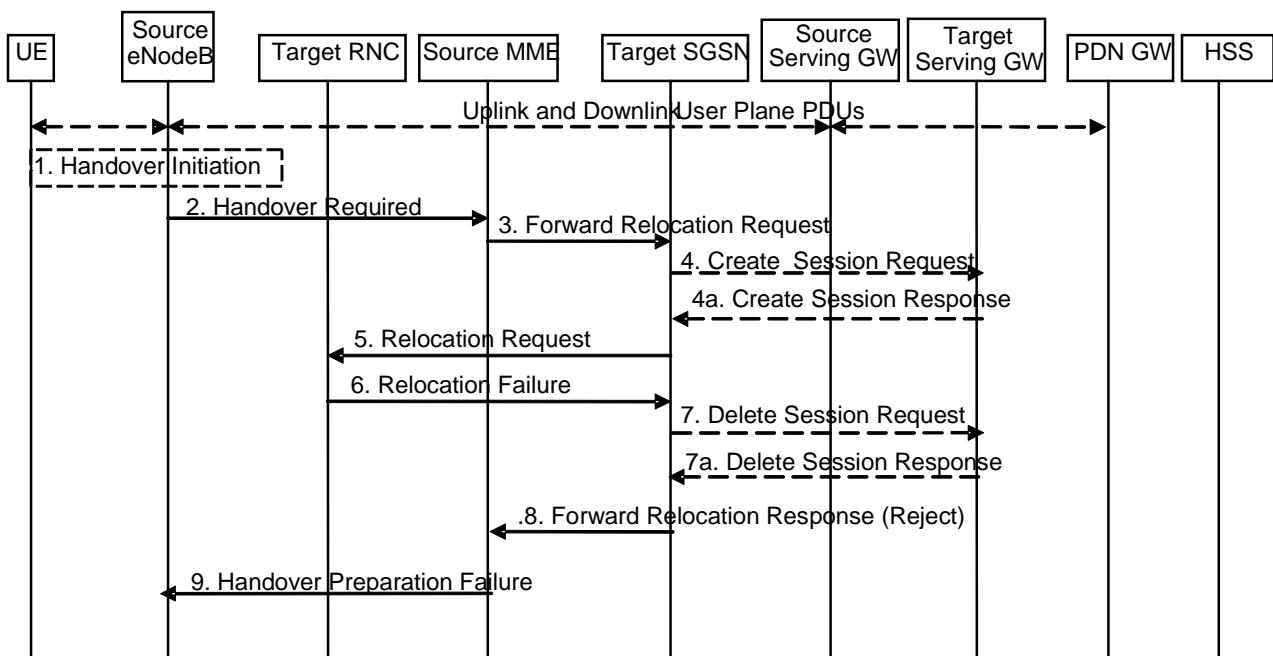 UE
Source
eNodeB
Target RNC
Source MME
Target SGSN
Source
Serving GW
Target
Serving GW
PDN GW
HSS
Uplink and Downlink User Plane PDUs
1. Handover Initiation
2. Handover Required
3. Forward Relocation Request
4. Create Session Request
4a. Create Session Response
5. Relocation Request
6. Relocation Failure
7. Delete Session Request
7a. Delete Session Response
.8. Forward Relocation Response (Reject)
9. Handover Preparation Failure